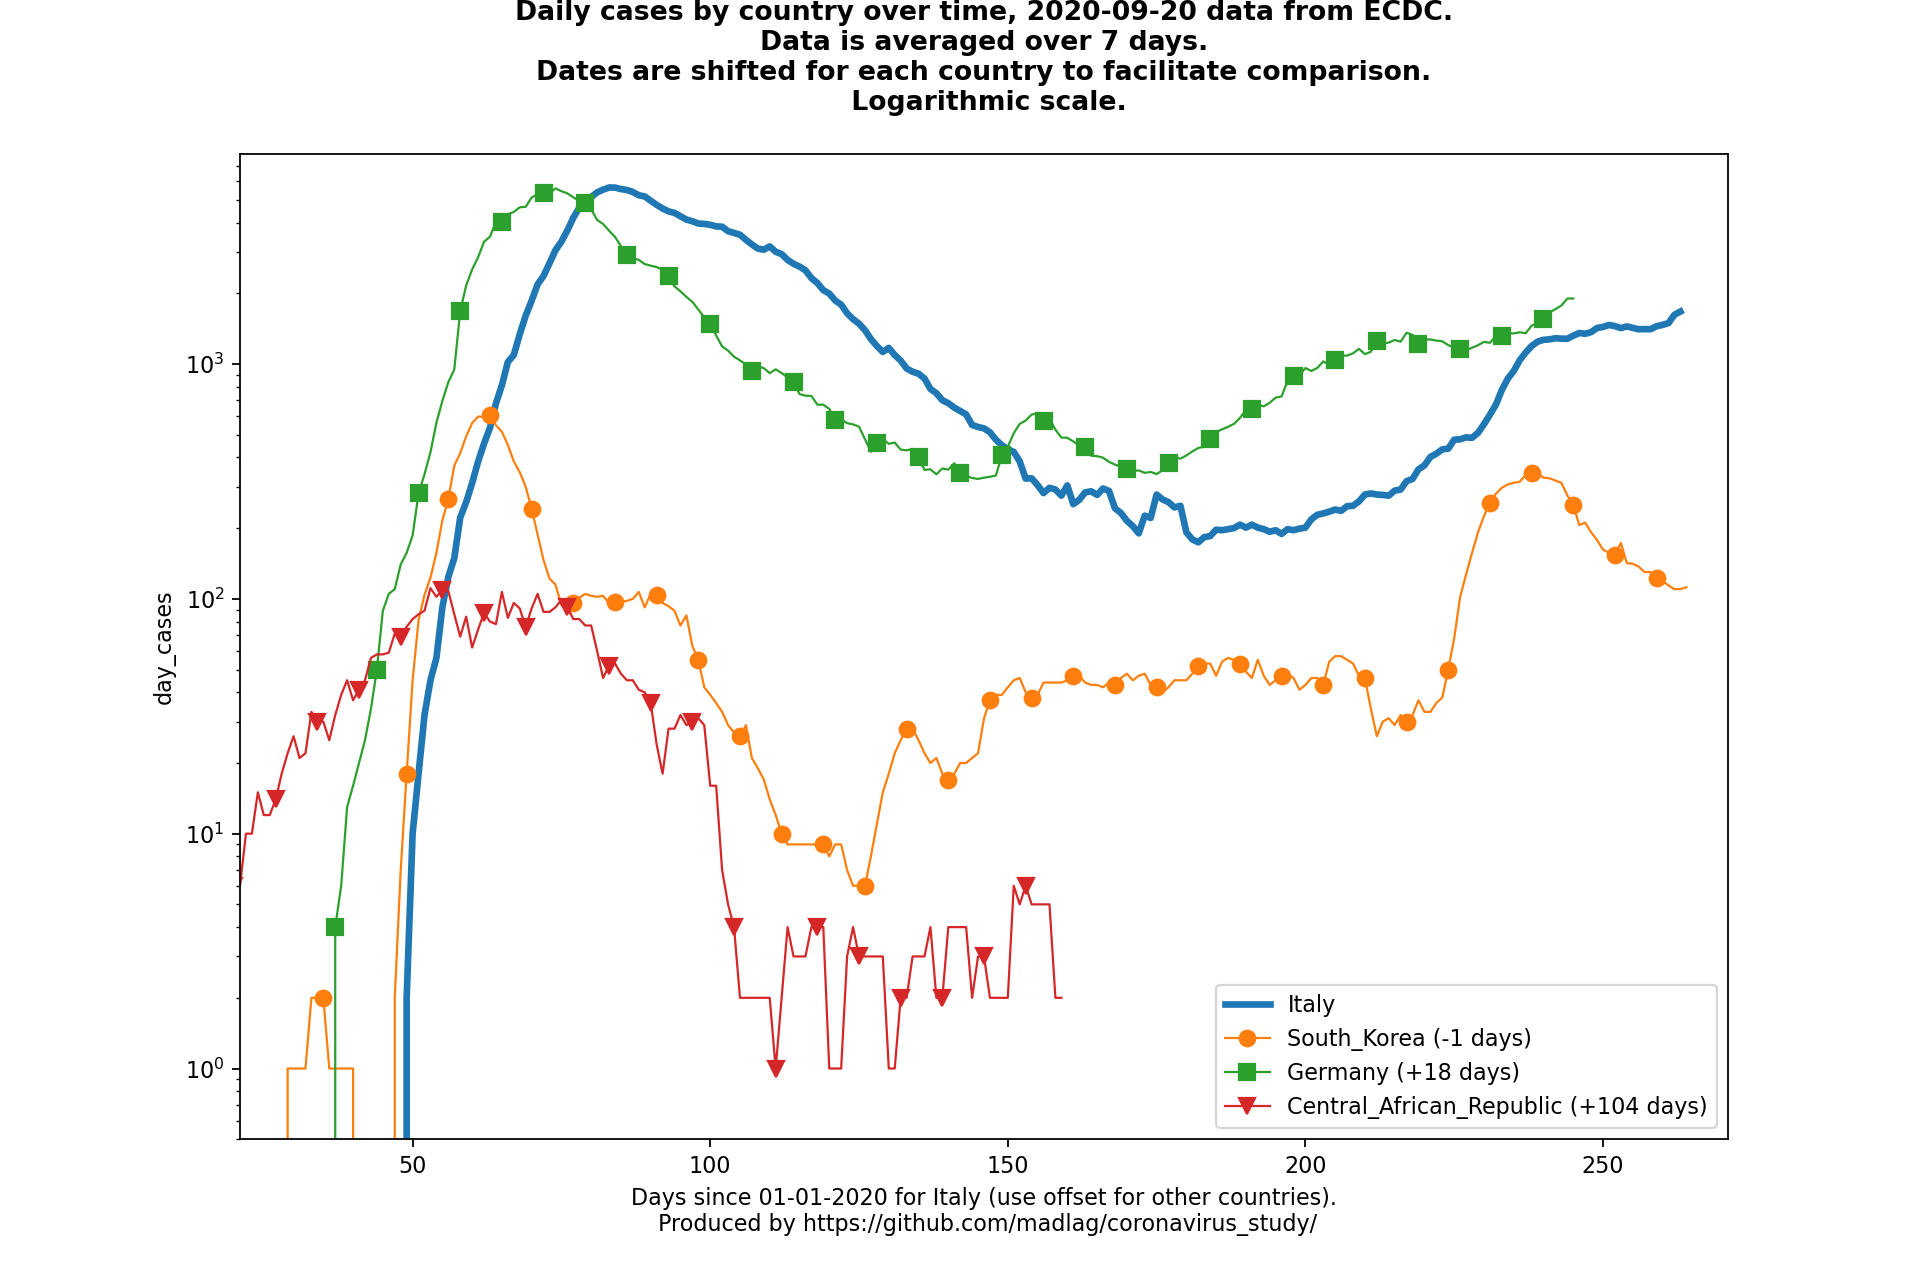 Daily cases by country over time, 2020-09-20 data from ECDC.
Data is averaged over 7 days.
Dates are shifted for each country to facilitate comparison.
Logarithmic scale.
day_cases
10³
10²
10¹
10⁰
50 100 150 200 250
Italy
South_Korea (-1 days)
Germany (+18 days)
Central_African_Republic (+104 days)
Days since 01-01-2020 for Italy (use offset for other countries).
Produced by https://github.com/madlag/coronavirus_study/